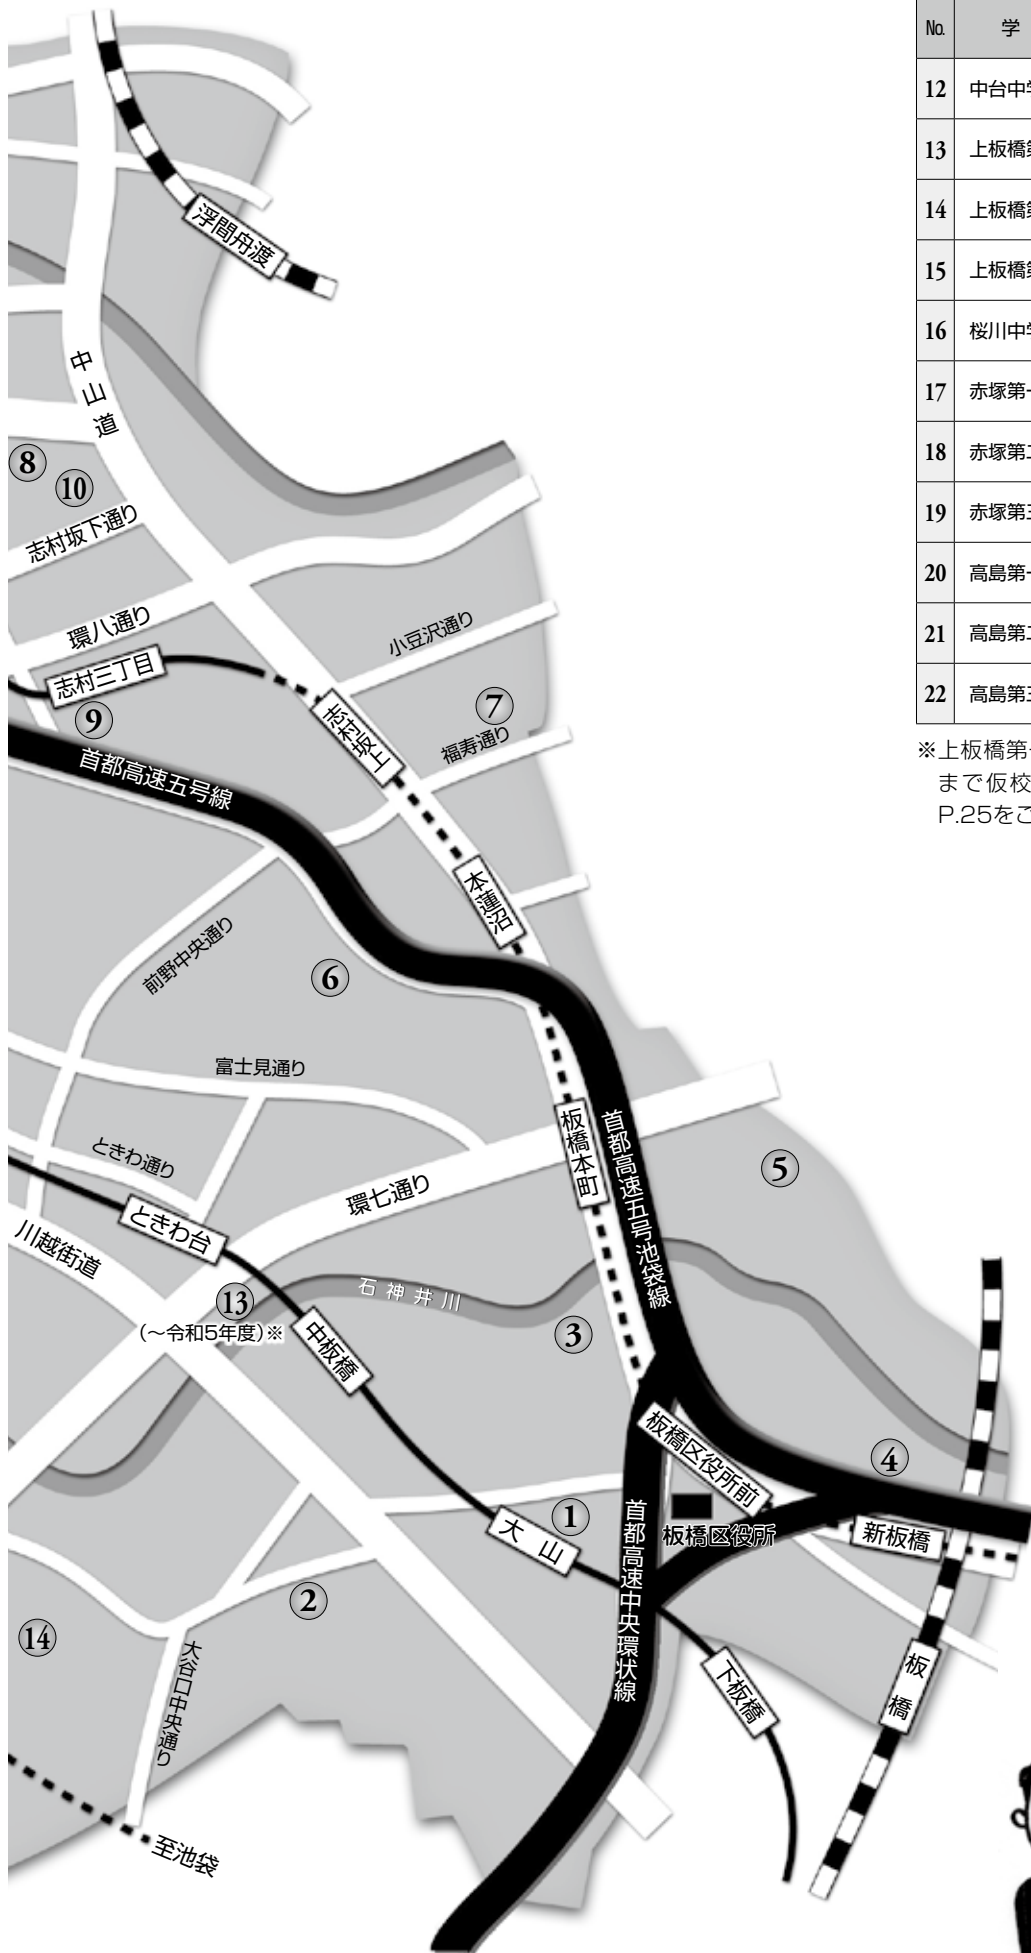 No. 学
12 中台中学
13 上板橋第
14 上板橋第
15 上板橋第
16 桜川中学
17 赤塚第一
18 赤塚第二
19 赤塚第三
20 高島第一
21 高島第二
22 高島第三
※上板橋第一
まで仮校
P.25をご
浮間舟渡
中山道
⑧
⑩
志村坂下通り
環八通り
志村三丁目
⑨
小豆沢通り
⑦
志村坂上
福寿通り
首都高速五号線
本蓮沼
前野中央通り
⑥
富士見通り
板橋本町
首都高速五号池袋線
⑤
ときわ通り
環七通り
ときわ台
川越街道
石神井川
⑬
(～令和5年度)※
③
中板橋
板橋区役所前
④
①
板橋区役所
新板橋
大山
首都高速中央環状線
②
⑭
大谷口中央通り
下板橋
板橋
至池袋